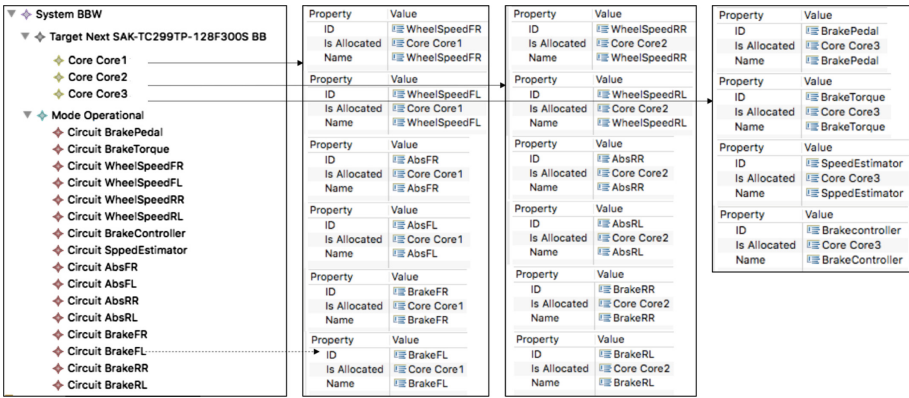 System BBW
Target Next SAK-TC299TP-128F300S BB
Core Core1
Core Core2
Core Core3
Mode Operational
Circuit BrakePedal
Circuit BrakeTorque
Circuit WheelSpeedFR
Circuit WheelSpeedFL
Circuit WheelSpeedRR
Circuit WheelSpeedRL
Circuit BrakeController
Circuit SppedEstimator
Circuit AbsFR
Circuit AbsFL
Circuit AbsRR
Circuit AbsRL
Circuit BrakeFR
Circuit BrakeFL
Circuit BrakeRR
Circuit BrakeRL
Property Value
ID WheelSpeedFR
Is Allocated Core Core1
Name WheelSpeedFR
Property Value
ID WheelSpeedFL
Is Allocated Core Core1
Name WheelSpeedFL
Property Value
ID AbsFR
Is Allocated Core Core1
Name AbsFR
Property Value
ID AbsFL
Is Allocated Core Core1
Name AbsFL
Property Value
ID BrakeFR
Is Allocated Core Core1
Name BrakeFR
Property Value
ID BrakeFL
Is Allocated Core Core1
Name BrakeFL
Property Value
ID WheelSpeedRR
Is Allocated Core Core2
Name WheelSpeedRR
Property Value
ID WheelSpeedRL
Is Allocated Core Core2
Name WheelSpeedRL
Property Value
ID AbsRR
Is Allocated Core Core2
Name AbsRR
Property Value
ID AbsRL
Is Allocated Core Core2
Name AbsRL
Property Value
ID BrakeRR
Is Allocated Core Core2
Name BrakeRR
Property Value
ID BrakeRL
Is Allocated Core Core2
Name BrakeRL
Property Value
ID BrakePedal
Is Allocated Core Core3
Name BrakePedal
Property Value
ID BrakeTorque
Is Allocated Core Core3
Name BrakeTorque
Property Value
ID SpeedEstimator
Is Allocated Core Core3
Name SppedEstimator
Property Value
ID Brakecontroller
Is Allocated Core Core3
Name BrakeController